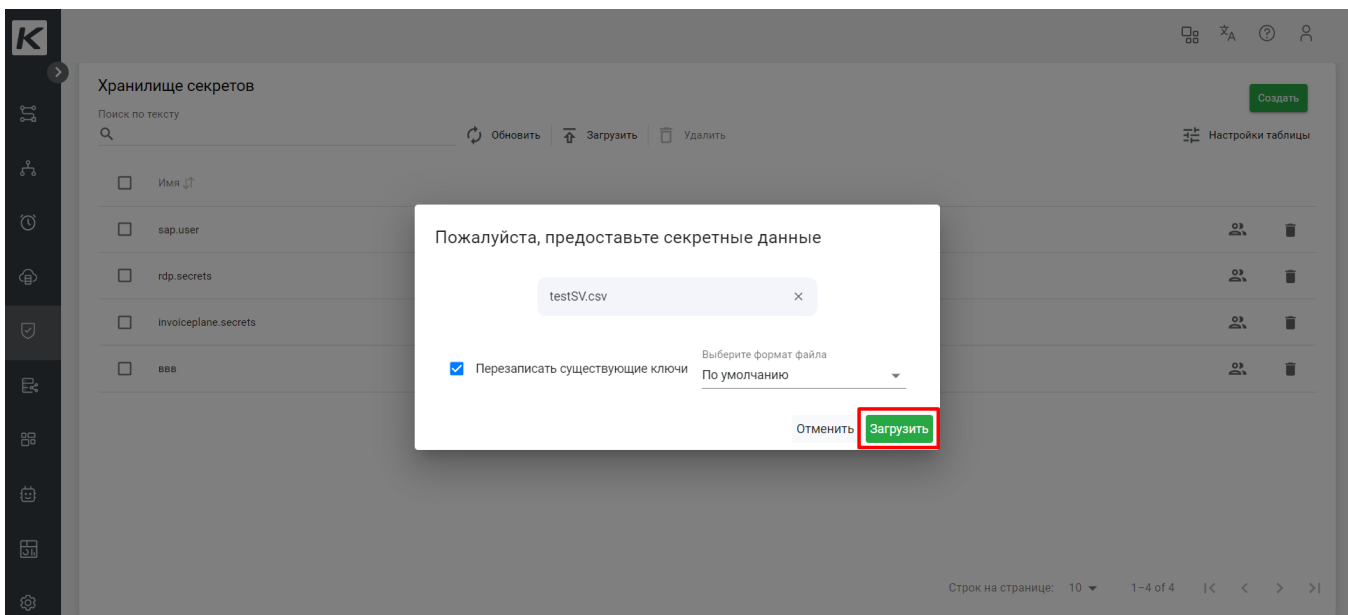 K
Хранилище секретов
Создать
Поиск по тексту
Обновить Загрузить Удалить Настройки таблицы
Имя
sap.user
Пожалуйста, предоставьте секретные данные
rdp.secrets
testSV.csv
invoiceplane.secrets
Выберите формат файла
ввв
Перезаписать существующие ключи По умолчанию
Отменить Загрузить
Строк на странице: 10 1–4 of 4